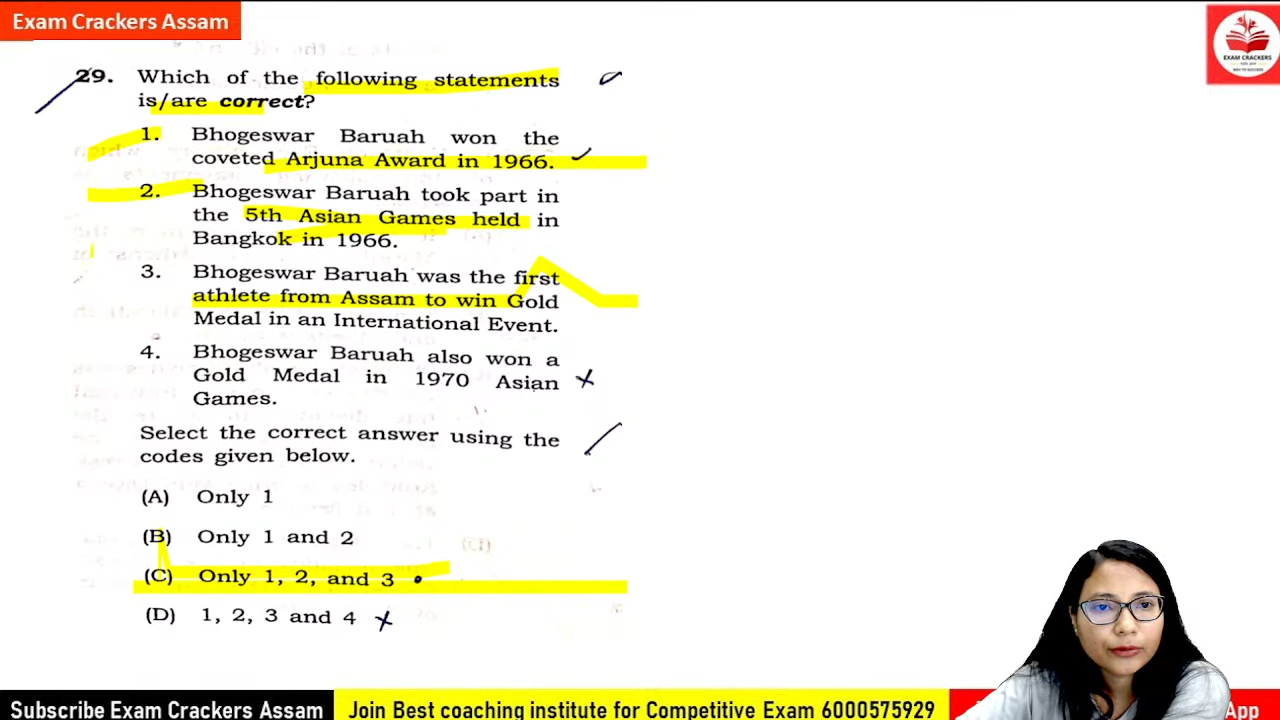 Exam Crackers Assam
EXAM CRACKERS
29. Which of the following statements
is/are correct?
1. Bhogeswar Baruah won the
coveted Arjuna Award in 1966.
2. Bhogeswar Baruah took part in
the 5th Asian Games held in
Bangkok in 1966.
3. Bhogeswar Baruah was the first
athlete from Assam to win Gold
Medal in an International Event.
4. Bhogeswar Baruah also won a
Gold Medal in 1970 Asian
Games.
Select the correct answer using the
codes given below.
(A) Only 1
(B) Only 1 and 2
(C) Only 1, 2, and 3
(D) 1, 2, 3 and 4
Subscribe Exam Crackers Assam
Join Best coaching institute for Competitive Exam 6000575929
App